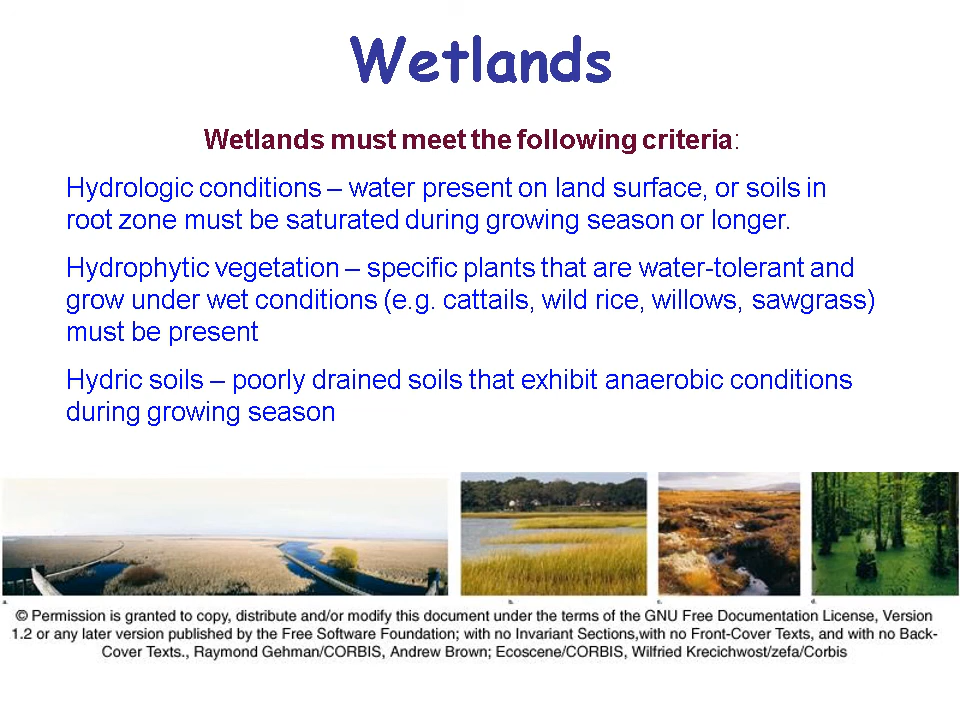 Wetlands
Wetlands must meet the following criteria:
Hydrologic conditions – water present on land surface, or soils in
root zone must be saturated during growing season or longer.
Hydrophytic vegetation – specific plants that are water-tolerant and
grow under wet conditions (e.g. cattails, wild rice, willows, sawgrass)
must be present
Hydric soils – poorly drained soils that exhibit anaerobic conditions
during growing season
© Permission is granted to copy, distribute and/or modify this document under the terms of the GNU Free Documentation License, Version
1.2 or any later version published by the Free Software Foundation; with no Invariant Sections,with no Front-Cover Texts, and with no Back-
Cover Texts., Raymond Gehman/CORBIS, Andrew Brown; Ecoscene/CORBIS, Wilfried Krecichwost/zefa/Corbis